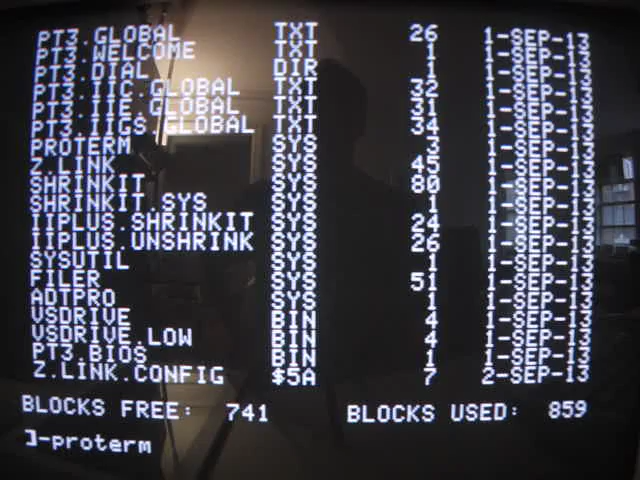 PT3.GLOBAL TXT 26 1-SEP-13
PT3.WELCOME TXT 1 1-SEP-13
PT3.DIAL DIR 1 1-SEP-13
PT3.IIC.GLOBAL TXT 32 1-SEP-13
PT3.IIE.GLOBAL TXT 31 1-SEP-13
PT3.IIGS.GLOBAL TXT 34 1-SEP-13
PROTERM SYS 3 1-SEP-13
Z.LINK SYS 45 1-SEP-13
SHRINKIT SYS 80 1-SEP-13
SHRINKIT.SYS SYS 1 1-SEP-13
IIPLUS.SHRINKIT SYS 24 1-SEP-13
IIPLUS.UNSHRINK SYS 26 1-SEP-13
SYSUTIL SYS 1 1-SEP-13
FILER SYS 51 1-SEP-13
ADTPRO SYS 1 1-SEP-13
VSDRIVE BIN 4 1-SEP-13
VSDRIVE.LOW BIN 4 1-SEP-13
PT3.BIOS BIN 1 1-SEP-13
Z.LINK.CONFIG $5A 7 2-SEP-13
BLOCKS FREE: 741 BLOCKS USED: 859
]-proterm